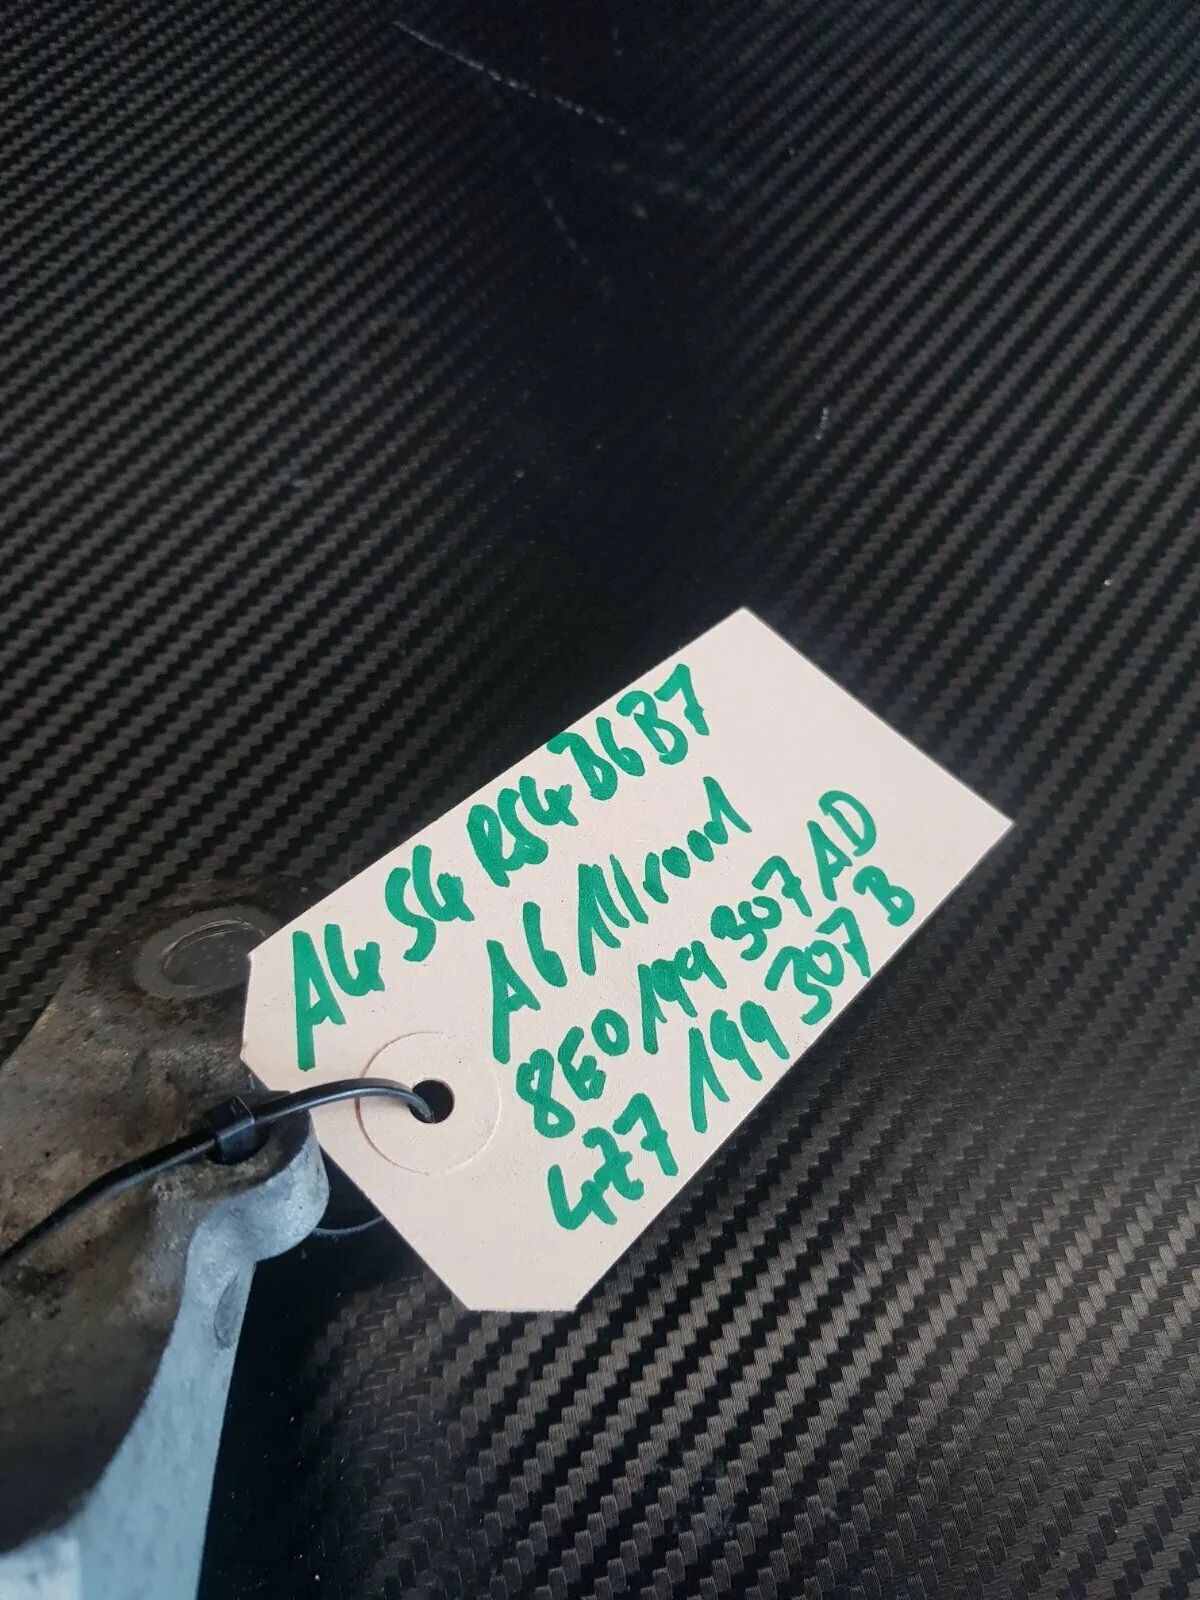 A4 S4 RS4 B6 B7
A6 Allroad
8E0 199 307 AD
4Z7 199 307 B